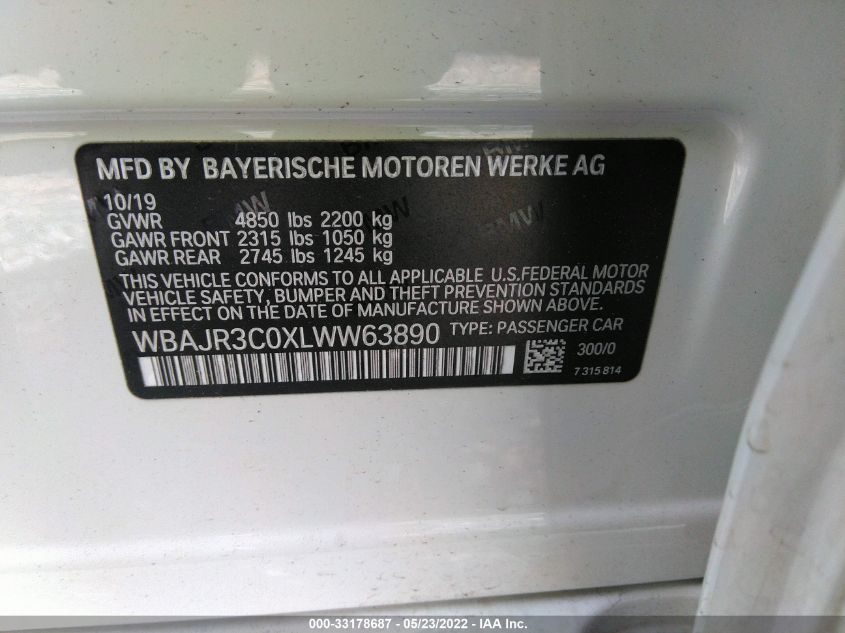 MFD BY BAYERISCHE MOTOREN WERKE AG
10/19
GVWR 4850 lbs 2200 kg
GAWR FRONT 2315 lbs 1050 kg
GAWR REAR 2745 lbs 1245 kg
THIS VEHICLE CONFORMS TO ALL APPLICABLE U.S.FEDERAL MOTOR
VEHICLE SAFETY, BUMPER AND THEFT PREVENTION STANDARDS
IN EFFECT ON THE DATE OF MANUFACTURE SHOWN ABOVE.
WBAJR3C0XLWW63890 TYPE: PASSENGER CAR
300/0
7 315 814
000-33178687 - 05/23/2022 - IAA Inc.